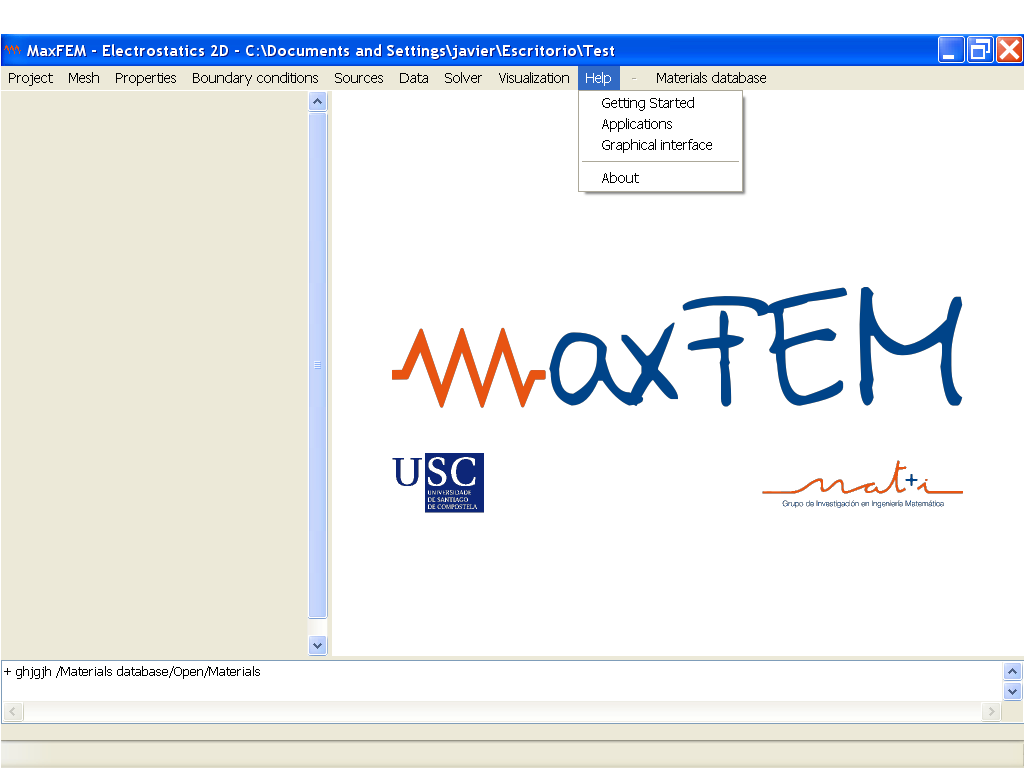 MaxFEM - Electrostatics 2D - C:\Documents and Settings\javier\Escritorio\Test
Project Mesh Properties Boundary conditions Sources Data Solver Visualization Help - Materials database
Getting Started
Applications
Graphical interface
About
MaxFEM
USC
UNIVERSIDADE
DE SANTIAGO
DE COMPOSTELA
mat+i
Grupo de Investigación en Ingeniería Matemática
+ ghjgjh /Materials database/Open/Materials